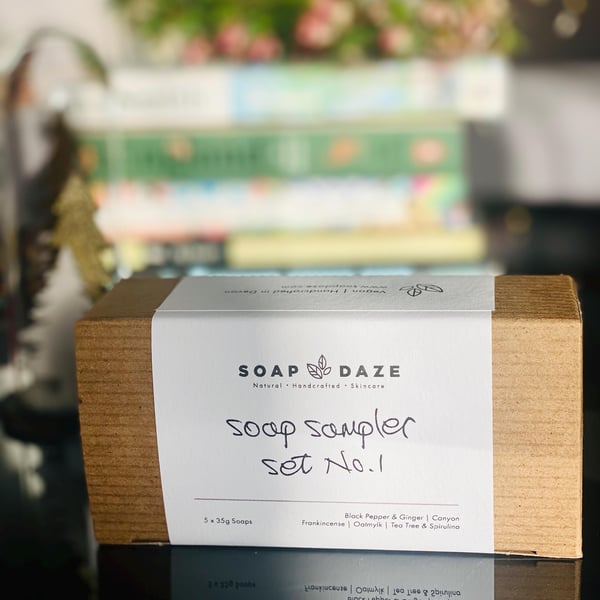 Vegan | Handcrafted in Devon
www.soapdaze.com
SOAP DAZE
Natural • Handcrafted • Skincare
soap sampler
set No.1
5 x 35g Soaps
Black Pepper & Ginger | Canyon
Frankincense | Oatmylk | Tea Tree & Spirulina